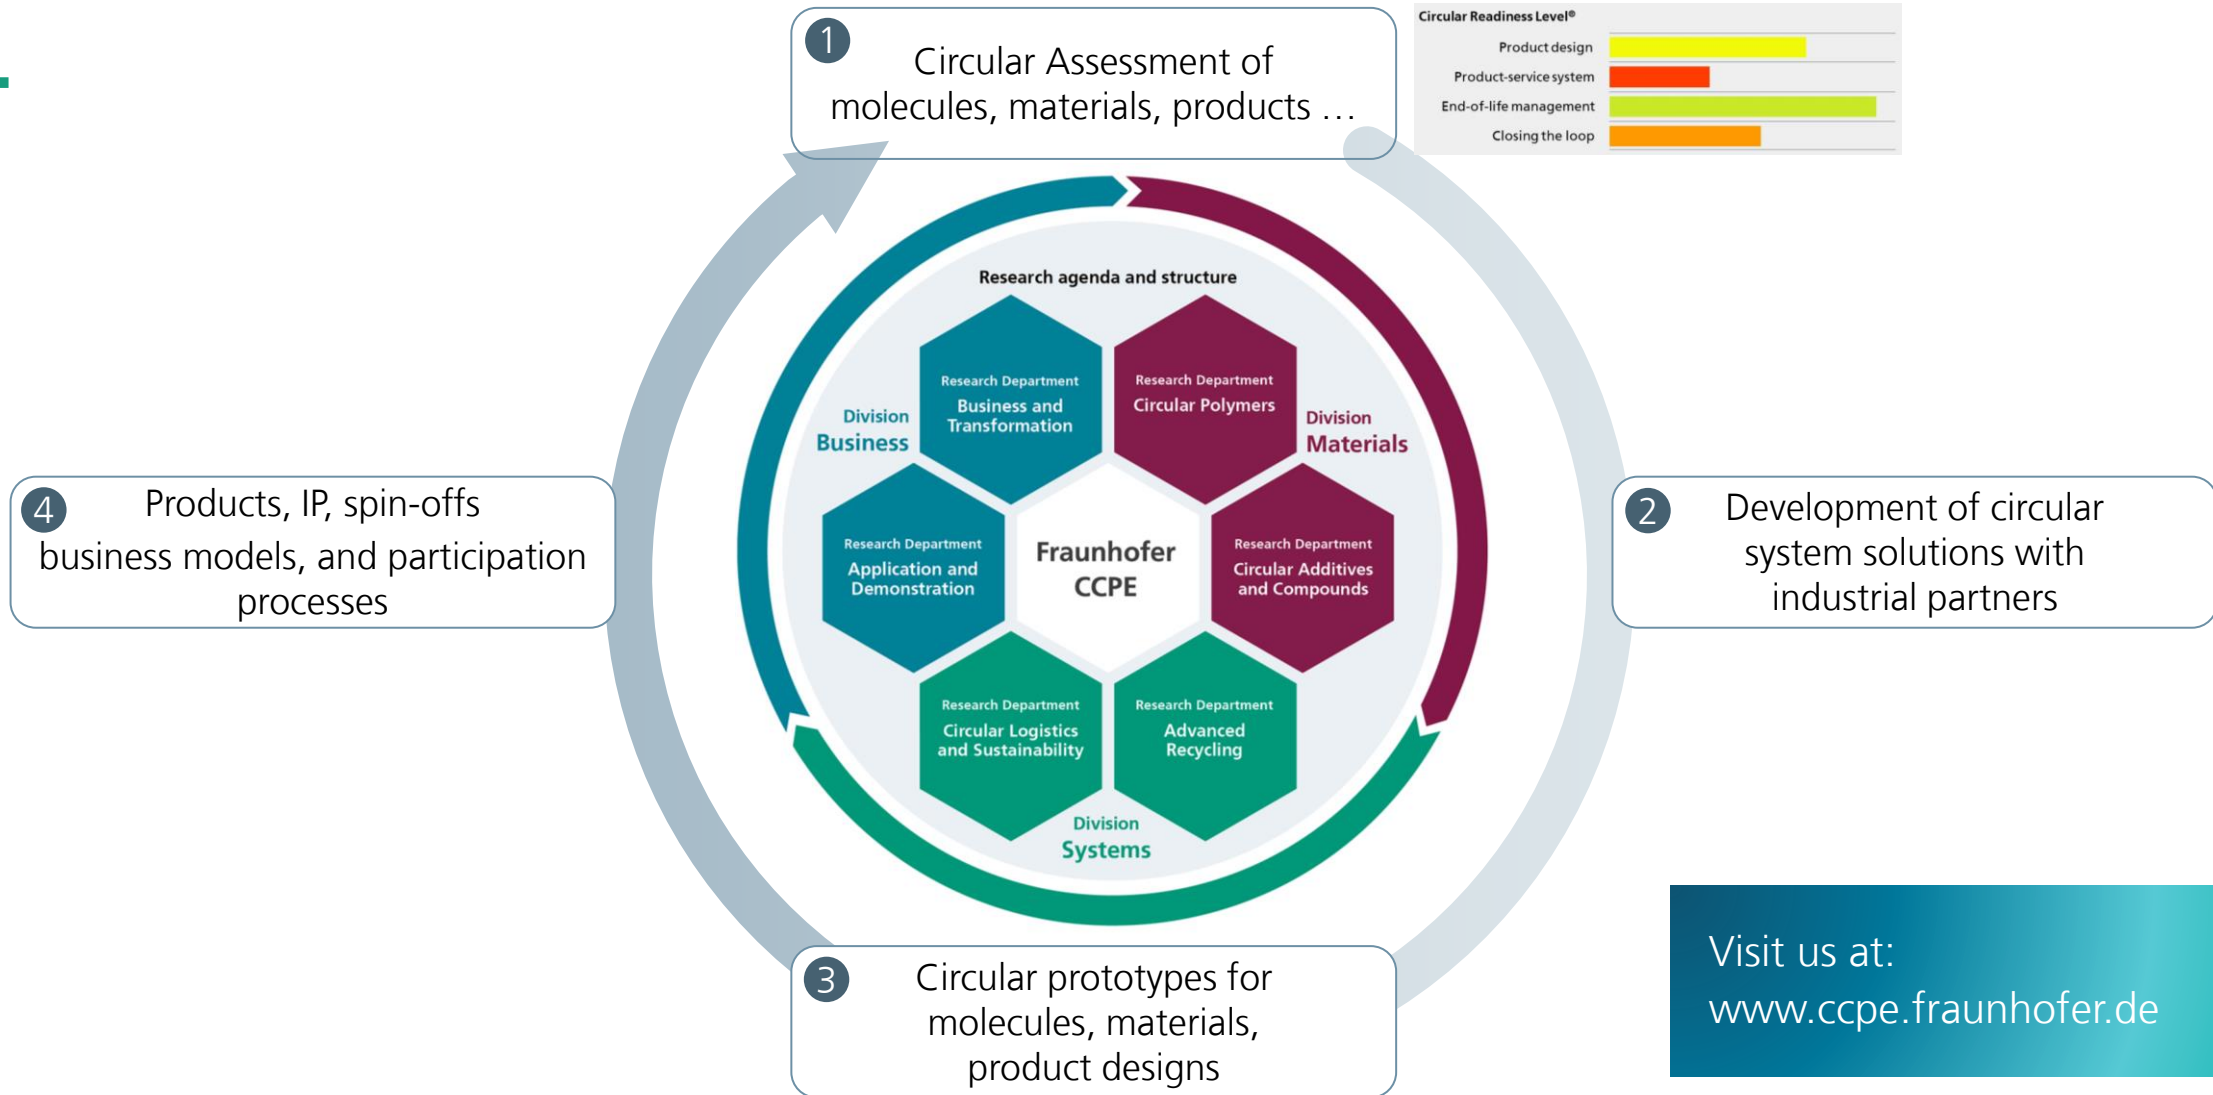 1
Circular Assessment of
molecules, materials, products …
Circular Readiness Level®
Product design
Product-service system
End-of-life management
Closing the loop
Research agenda and structure
Research Department
Business and
Transformation
Research Department
Circular Polymers
Division
Business
Division
Materials
Research Department
Application and
Demonstration
Fraunhofer
CCPE
Research Department
Circular Additives
and Compounds
Research Department
Circular Logistics
and Sustainability
Research Department
Advanced
Recycling
Division
Systems
2
Development of circular
system solutions with
industrial partners
3
Circular prototypes for
molecules, materials,
product designs
4
Products, IP, spin-offs
business models, and participation
processes
Visit us at:
www.ccpe.fraunhofer.de